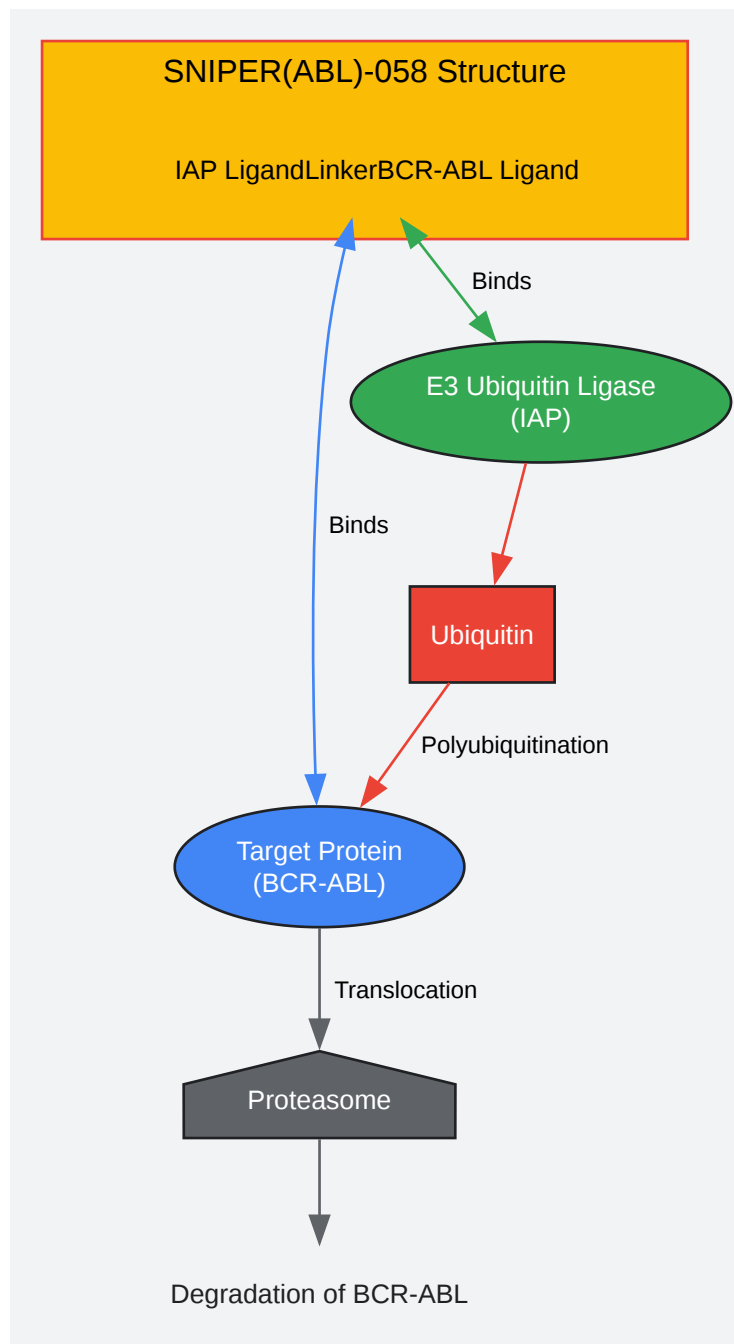 SNIPER(ABL)-058 Structure
IAP LigandLinkerBCR-ABL Ligand
Binds
E3 Ubiquitin Ligase
(IAP)
Binds
Ubiquitin
Polyubiquitination
Target Protein
(BCR-ABL)
Translocation
Proteasome
Degradation of BCR-ABL